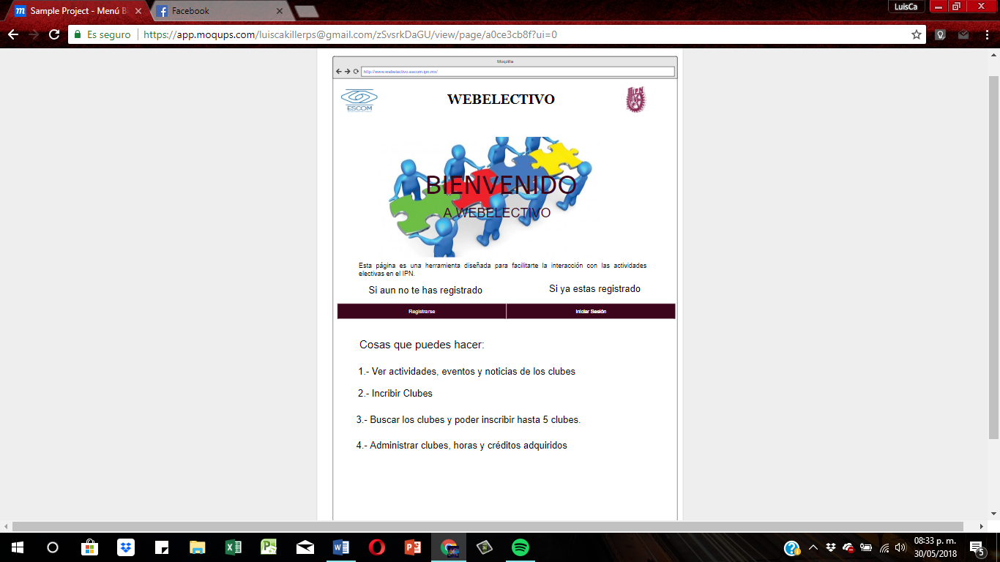 LuisCa
Sample Project - Menú B
Facebook
Es seguro
https://app.moqups.com/luiscakillerps@gmail.com/zSvsrkDaGU/view/page/a0ce3cb8f?ui=0
Moqzilla
http://www.webelectivo.escom.ipn.mx/
ESCOM
WEBELECTIVO
IPN
BIENVENIDO
A WEBELECTIVO
Esta página es una herramienta diseñada para facilitarte la interacción con las actividades
electivas en el IPN.
Si aun no te has registrado
Si ya estas registrado
Registrarse
Iniciar Sesión
Cosas que puedes hacer:
1.- Ver actividades, eventos y noticias de los clubes
2.- Incribir Clubes
3.- Buscar los clubes y poder inscribir hasta 5 clubes.
4.- Administrar clubes, horas y créditos adquiridos
08:33 p. m.
30/05/2018
5